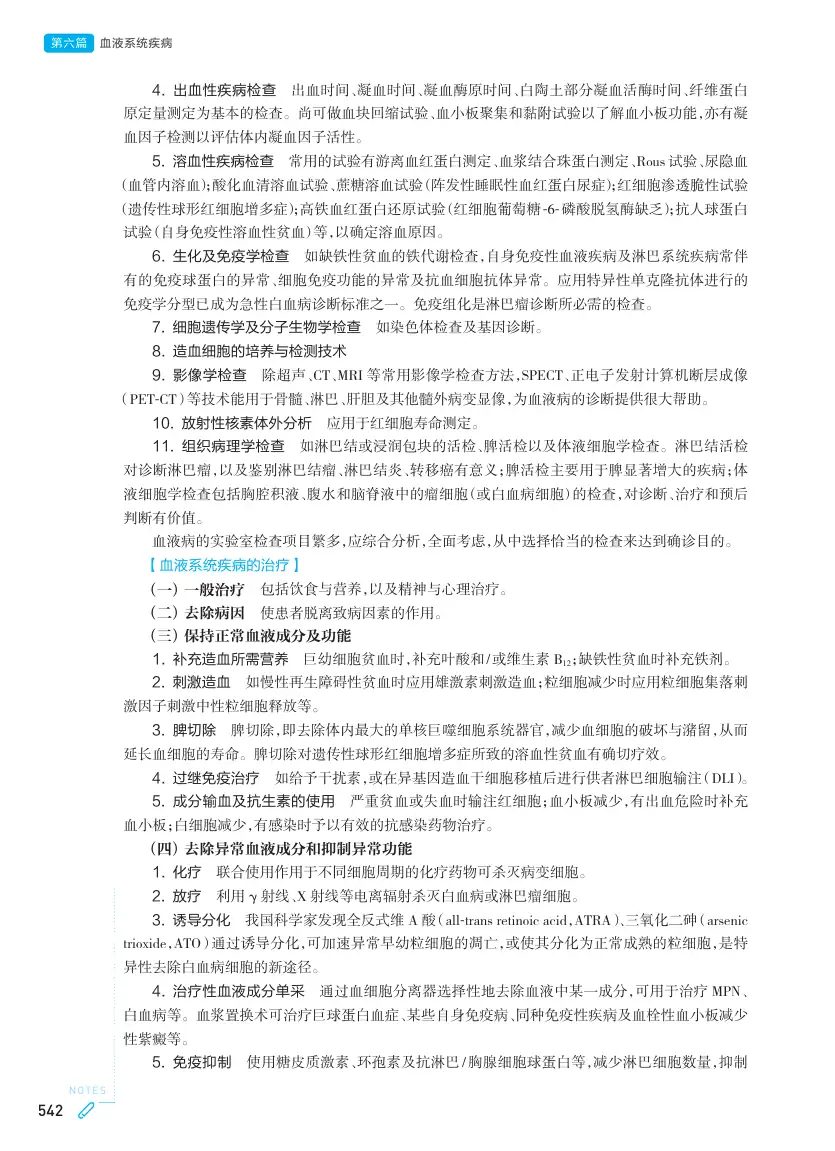 第六篇 血液系统疾病
4. 出血性疾病检查 出血时间、凝血时间、凝血酶原时间、白陶土部分凝血活酶时间、纤维蛋白
原定量测定为基本的检查。尚可做血块回缩试验、血小板聚集和黏附试验以了解血小板功能,亦有凝
血因子检测以评估体内凝血因子活性。
5. 溶血性疾病检查 常用的试验有游离血红蛋白测定、血浆结合珠蛋白测定、Rous 试验、尿隐血
(血管内溶血);酸化血清溶血试验、蔗糖溶血试验(阵发性睡眠性血红蛋白尿症);红细胞渗透脆性试验
(遗传性球形红细胞增多症);高铁血红蛋白还原试验(红细胞葡萄糖-6-磷酸脱氢酶缺乏);抗人球蛋白
试验(自身免疫性溶血性贫血)等,以确定溶血原因。
6. 生化及免疫学检查 如缺铁性贫血的铁代谢检查,自身免疫性血液疾病及淋巴系统疾病常伴
有的免疫球蛋白的异常、细胞免疫功能的异常及抗血细胞抗体异常。应用特异性单克隆抗体进行的
免疫学分型已成为急性白血病诊断标准之一。免疫组化是淋巴瘤诊断所必需的检查。
7. 细胞遗传学及分子生物学检查 如染色体检查及基因诊断。
8. 造血细胞的培养与检测技术
9. 影像学检查 除超声、CT、MRI 等常用影像学检查方法,SPECT、正电子发射计算机断层成像
(PET-CT)等技术能用于骨髓、淋巴、肝胆及其他髓外病变显像,为血液病的诊断提供很大帮助。
10. 放射性核素体外分析 应用于红细胞寿命测定。
11. 组织病理学检查 如淋巴结或浸润包块的活检、脾活检以及体液细胞学检查。淋巴结活检
对诊断淋巴瘤,以及鉴别淋巴结瘤、淋巴结炎、转移癌有意义;脾活检主要用于脾显著增大的疾病;体
液细胞学检查包括胸腔积液、腹水和脑脊液中的瘤细胞(或白血病细胞)的检查,对诊断、治疗和预后
判断有价值。
血液病的实验室检查项目繁多,应综合分析,全面考虑,从中选择恰当的检查来达到确诊目的。
【血液系统疾病的治疗】
(一)一般治疗 包括饮食与营养,以及精神与心理治疗。
(二)去除病因 使患者脱离致病因素的作用。
(三)保持正常血液成分及功能
1. 补充造血所需营养 巨幼细胞贫血时,补充叶酸和/或维生素 B₁₂;缺铁性贫血时补充铁剂。
2. 刺激造血 如慢性再生障碍性贫血时应用雄激素刺激造血;粒细胞减少时应用粒细胞集落刺
激因子刺激中性粒细胞释放等。
3. 脾切除 脾切除,即去除体内最大的单核巨噬细胞系统器官,减少血细胞的破坏与潴留,从而
延长血细胞的寿命。脾切除对遗传性球形红细胞增多症所致的溶血性贫血有确切疗效。
4. 过继免疫治疗 如给予干扰素,或在异基因造血干细胞移植后进行供者淋巴细胞输注(DLI)。
5. 成分输血及抗生素的使用 严重贫血或失血时输注红细胞;血小板减少,有出血危险时补充
血小板;白细胞减少,有感染时予以有效的抗感染药物治疗。
(四)去除异常血液成分和抑制异常功能
1. 化疗 联合使用作用于不同细胞周期的化疗药物可杀灭病变细胞。
2. 放疗 利用 γ 射线、X 射线等电离辐射杀灭白血病或淋巴瘤细胞。
3. 诱导分化 我国科学家发现全反式维 A 酸(all-trans retinoic acid,ATRA)、三氧化二砷(arsenic
trioxide,ATO)通过诱导分化,可加速异常早幼粒细胞的凋亡,或使其分化为正常成熟的粒细胞,是特
异性去除白血病细胞的新途径。
4. 治疗性血液成分单采 通过血细胞分离器选择性地去除血液中某一成分,可用于治疗 MPN、
白血病等。血浆置换术可治疗巨球蛋白血症、某些自身免疫病、同种免疫性疾病及血栓性血小板减少
性紫癜等。
5. 免疫抑制 使用糖皮质激素、环孢素及抗淋巴/胸腺细胞球蛋白等,减少淋巴细胞数量,抑制
NOTES
542